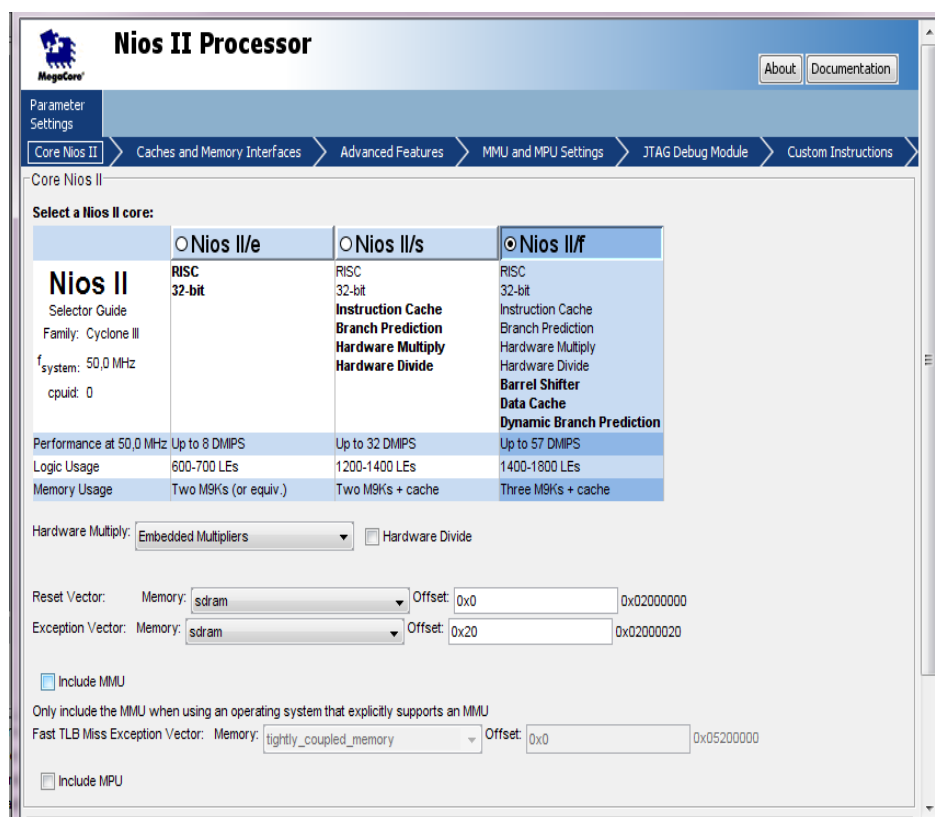 Nios II Processor
MegaCore®
About Documentation
Parameter
Settings
Core Nios II Caches and Memory Interfaces Advanced Features MMU and MPU Settings JTAG Debug Module Custom Instructions
Core Nios II
Select a Nios II core:
Nios II/e Nios II/s Nios II/f
Nios II
Selector Guide
Family: Cyclone III
fsystem: 50,0 MHz
cpuid: 0
RISC
32-bit
RISC
32-bit
Instruction Cache
Branch Prediction
Hardware Multiply
Hardware Divide
RISC
32-bit
Instruction Cache
Branch Prediction
Hardware Multiply
Hardware Divide
Barrel Shifter
Data Cache
Dynamic Branch Prediction
Performance at 50,0 MHz Up to 8 DMIPS Up to 32 DMIPS Up to 57 DMIPS
Logic Usage 600-700 LEs 1200-1400 LEs 1400-1800 LEs
Memory Usage Two M9Ks (or equiv.) Two M9Ks + cache Three M9Ks + cache
Hardware Multiply: Embedded Multipliers Hardware Divide
Reset Vector: Memory: sdram Offset: 0x0 0x02000000
Exception Vector: Memory: sdram Offset: 0x20 0x02000020
Include MMU
Only include the MMU when using an operating system that explicitly supports an MMU
Fast TLB Miss Exception Vector: Memory: tightly_coupled_memory Offset: 0x0 0x05200000
Include MPU